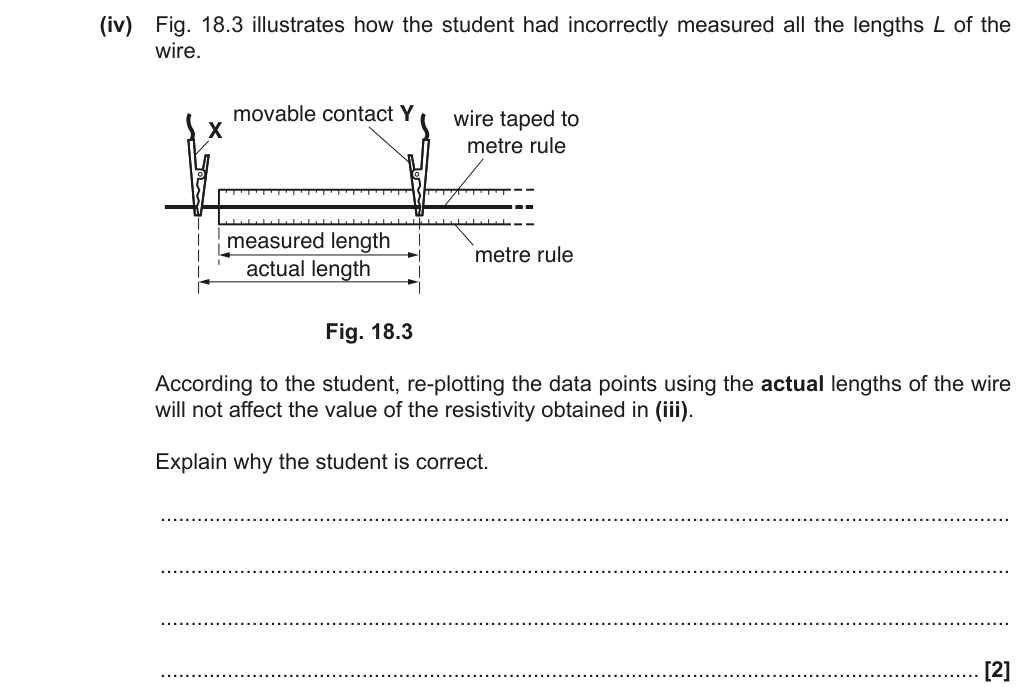 (iv) Fig. 18.3 illustrates how the student had incorrectly measured all the lengths L of the
wire.
movable contact Y
X
wire taped to
metre rule
measured length
actual length
metre rule
Fig. 18.3
According to the student, re-plotting the data points using the actual lengths of the wire
will not affect the value of the resistivity obtained in (iii).
Explain why the student is correct.
....................................................................................................
....................................................................................................
....................................................................................................
.................................................................................................... [2]